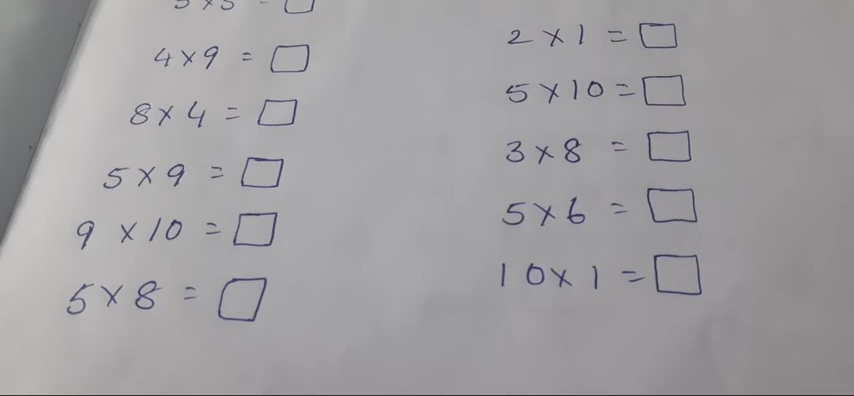 4 × 9 = □
8 × 4 = □
5 × 9 = □
9 × 10 = □
5 × 8 = □
2 × 1 = □
5 × 10 = □
3 × 8 = □
5 × 6 = □
10 × 1 = □